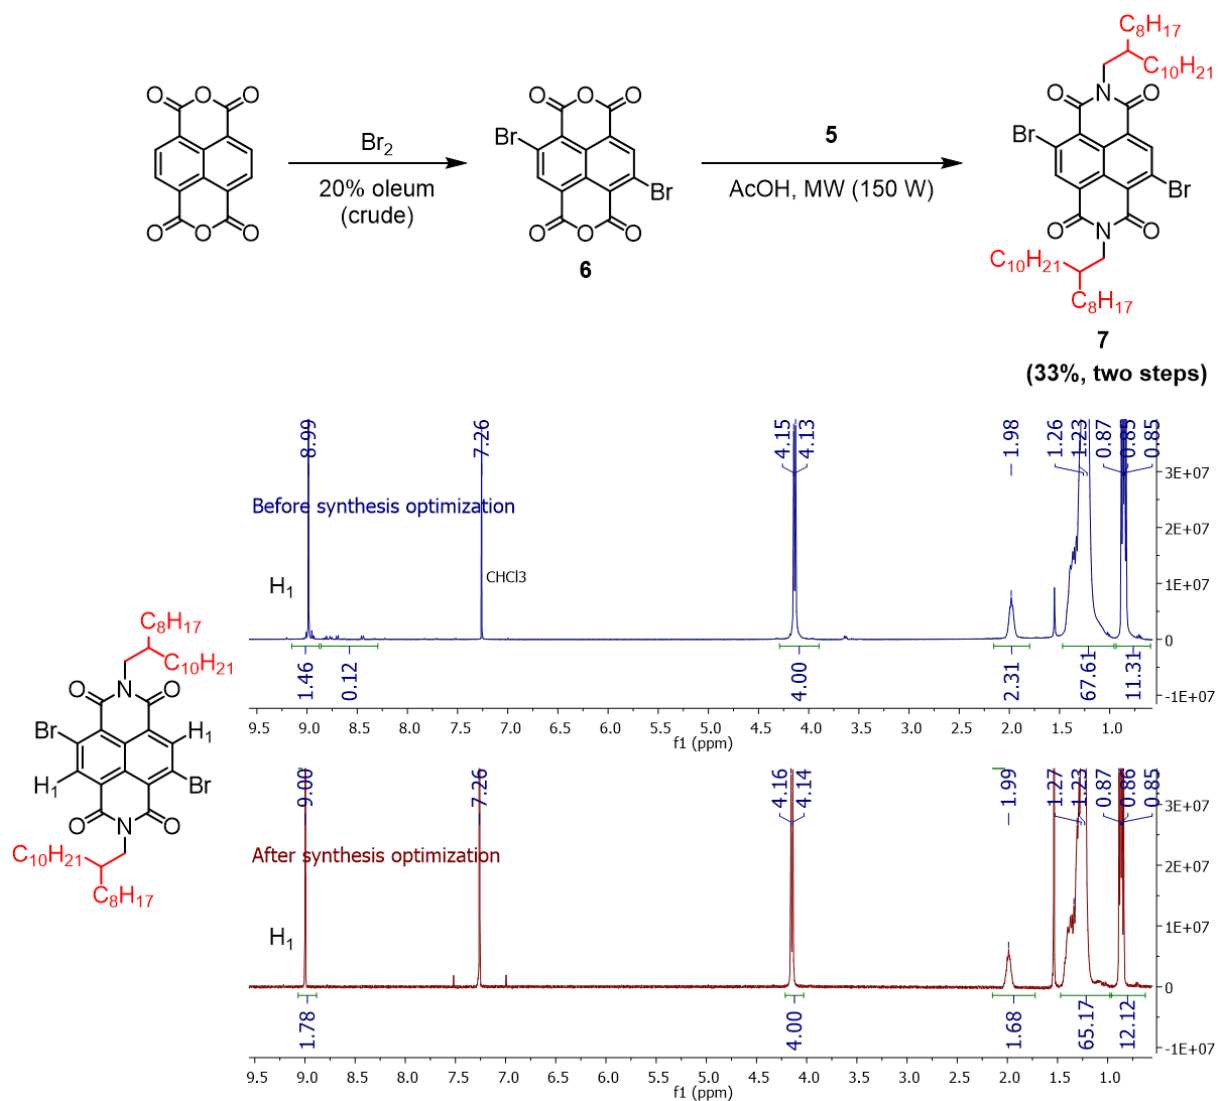 C8H17
C10H21
O O O
O N O
Br2
20% oleum
(crude)
O O O
Br
Br
O O O
6
5
AcOH, MW (150 W)
Br
Br
O O O
O N O
C10H21
C8H17
7
(33%, two steps)
8.99
7.26
4.15
4.13
1.98
1.26
1.23
0.87
0.85
0.85
3E+07
Before synthesis optimization
2E+07
CHCl3
H1
1E+07
0
1.46
0.12
4.00
2.31
67.61
11.31
-1E+07
9.5 9.0 8.5 8.0 7.5 7.0 6.5 6.0 5.5 5.0 4.5 4.0 3.5 3.0 2.5 2.0 1.5 1.0
f1 (ppm)
C8H17
C10H21
O N O
Br
H1
H1
Br
O N O
C10H21
C8H17
9.00
7.26
4.16
4.14
1.99
1.27
1.23
0.87
0.86
0.85
3E+07
After synthesis optimization
2E+07
H1
1E+07
0
1.78
4.00
1.68
65.17
12.12
-1E+07
9.5 9.0 8.5 8.0 7.5 7.0 6.5 6.0 5.5 5.0 4.5 4.0 3.5 3.0 2.5 2.0 1.5 1.0
f1 (ppm)